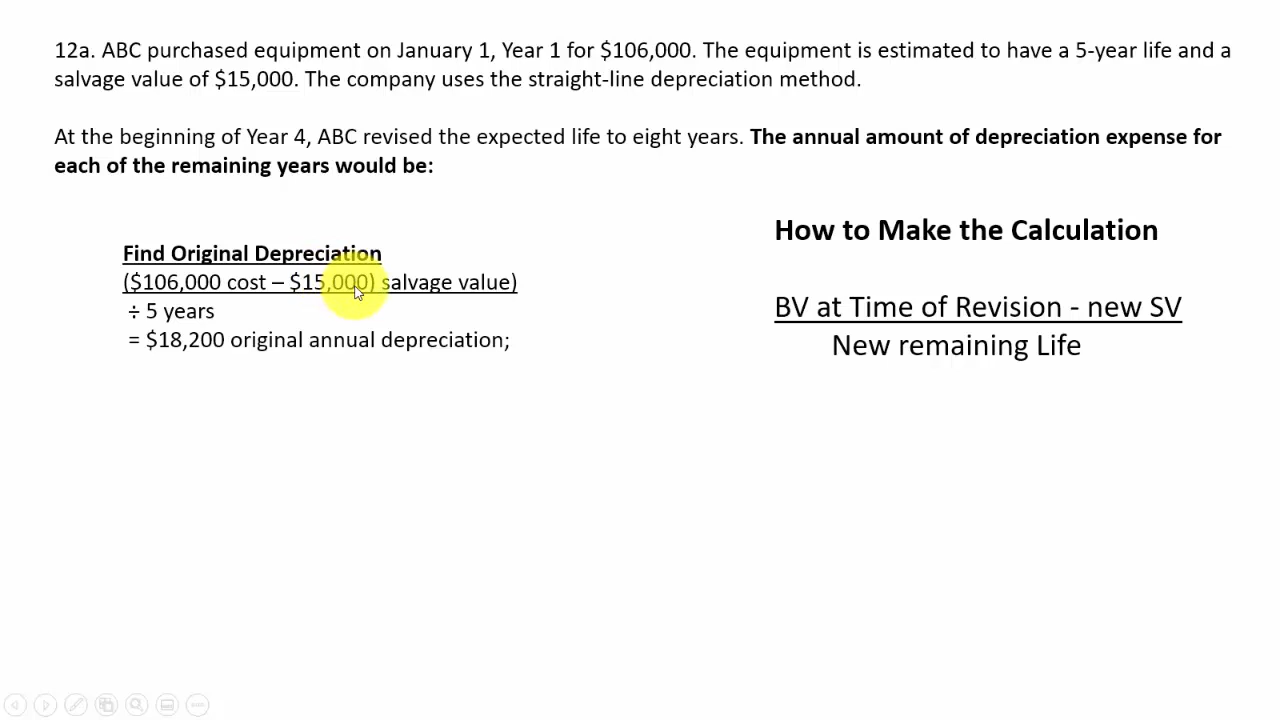 12a. ABC purchased equipment on January 1, Year 1 for $106,000. The equipment is estimated to have a 5-year life and a
salvage value of $15,000. The company uses the straight-line depreciation method.
At the beginning of Year 4, ABC revised the expected life to eight years. The annual amount of depreciation expense for
each of the remaining years would be:
Find Original Depreciation
($106,000 cost – $15,000) salvage value)
÷ 5 years
= $18,200 original annual depreciation;
How to Make the Calculation
BV at Time of Revision - new SV
New remaining Life